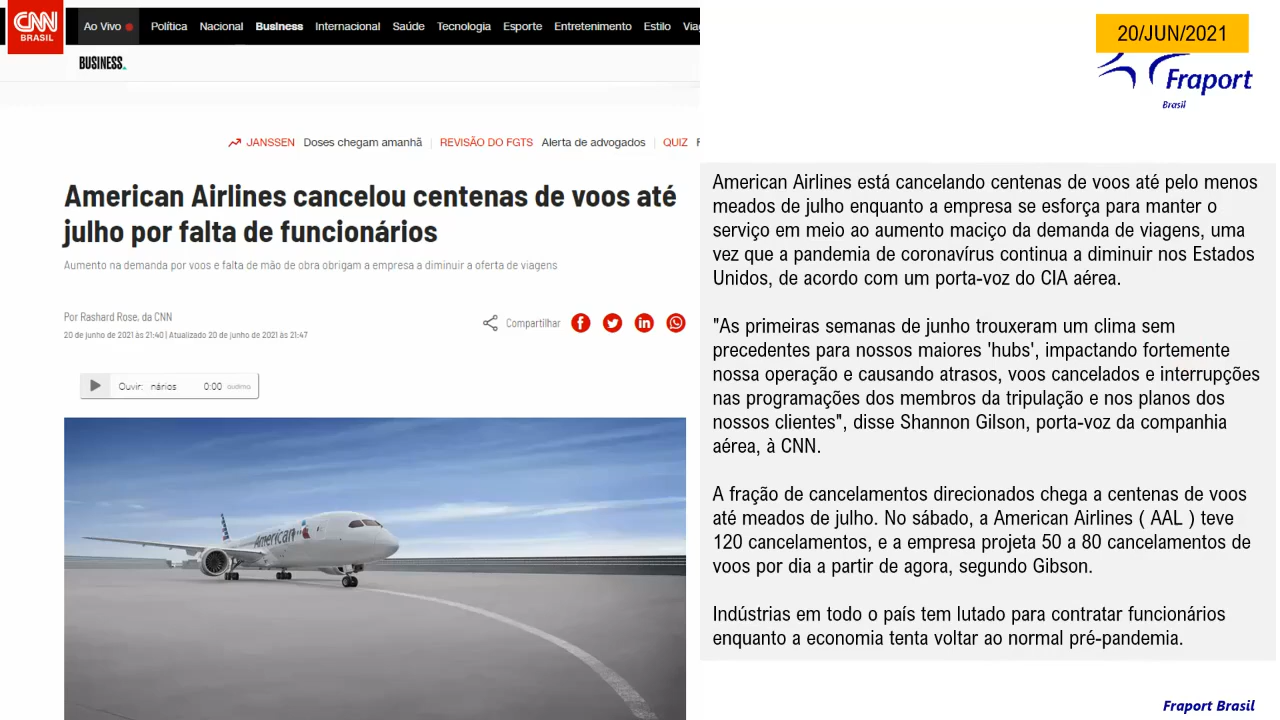 CNN
BRASIL
Ao Vivo
Política
Nacional
Business
Internacional
Saúde
Tecnologia
Esporte
Entretenimento
Estilo
BUSINESS
JANSSEN Doses chegam amanhã
REVISÃO DO FGTS Alerta de advogados
QUIZ
American Airlines cancelou centenas de voos até
julho por falta de funcionários
Aumento na demanda por voos e falta de mão de obra obrigam a empresa a diminuir a oferta de viagens
Por Rashard Rose, da CNN
20 de junho de 2021 às 21:40 | Atualizado 20 de junho de 2021 às 21:47
Compartilhar
Ouvir: nários 0:00 audima
American
20/JUN/2021
Fraport
Brasil
American Airlines está cancelando centenas de voos até pelo menos
meados de julho enquanto a empresa se esforça para manter o
serviço em meio ao aumento maciço da demanda de viagens, uma
vez que a pandemia de coronavírus continua a diminuir nos Estados
Unidos, de acordo com um porta-voz do CIA aérea.
"As primeiras semanas de junho trouxeram um clima sem
precedentes para nossos maiores 'hubs', impactando fortemente
nossa operação e causando atrasos, voos cancelados e interrupções
nas programações dos membros da tripulação e nos planos dos
nossos clientes", disse Shannon Gilson, porta-voz da companhia
aérea, à CNN.
A fração de cancelamentos direcionados chega a centenas de voos
até meados de julho. No sábado, a American Airlines ( AAL ) teve
120 cancelamentos, e a empresa projeta 50 a 80 cancelamentos de
voos por dia a partir de agora, segundo Gibson.
Indústrias em todo o país tem lutado para contratar funcionários
enquanto a economia tenta voltar ao normal pré-pandemia.
Fraport Brasil